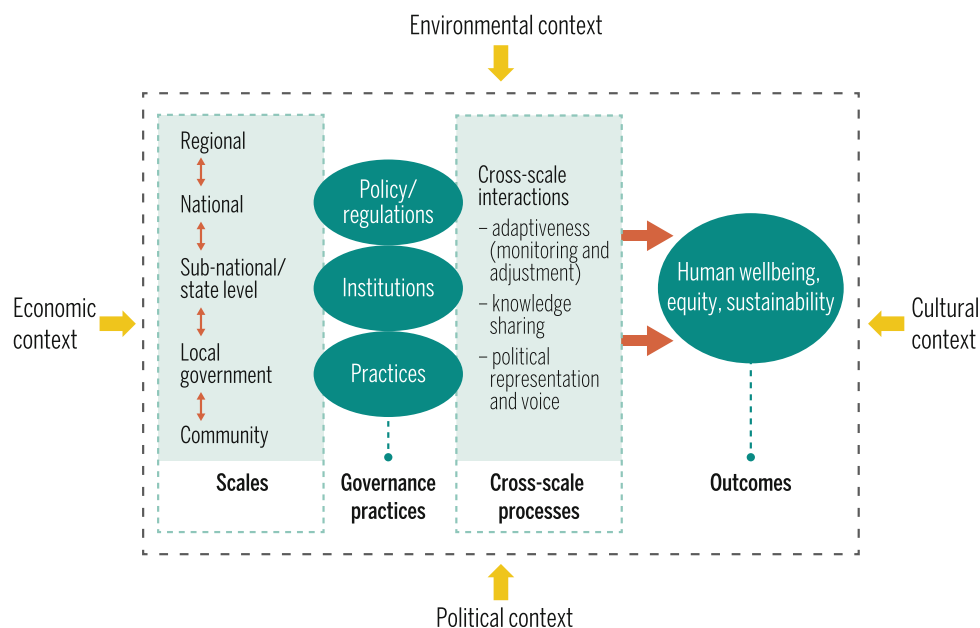 Environmental context
Economic
context
Regional
National
Sub-national/
state level
Local
government
Community
Scales
Policy/
regulations
Institutions
Practices
Governance
practices
Cross-scale
interactions
– adaptiveness
(monitoring and
adjustment)
– knowledge
sharing
– political
representation
and voice
Cross-scale
processes
Human wellbeing,
equity, sustainability
Outcomes
Cultural
context
Political context